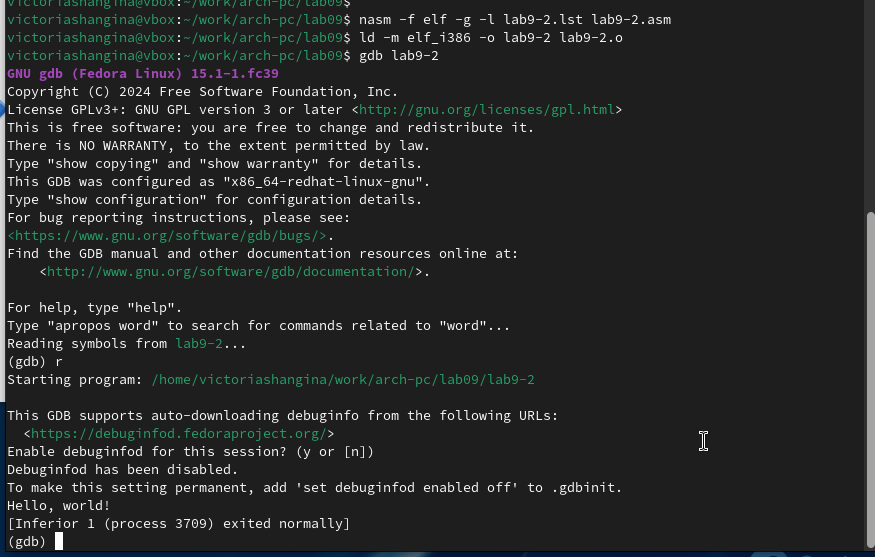 victoriashangina@vbox:~/work/arch-pc/lab09$
victoriashangina@vbox:~/work/arch-pc/lab09$ nasm -f elf -g -l lab9-2.lst lab9-2.asm
victoriashangina@vbox:~/work/arch-pc/lab09$ ld -m elf_i386 -o lab9-2 lab9-2.o
victoriashangina@vbox:~/work/arch-pc/lab09$ gdb lab9-2
GNU gdb (Fedora Linux) 15.1-1.fc39
Copyright (C) 2024 Free Software Foundation, Inc.
License GPLv3+: GNU GPL version 3 or later <http://gnu.org/licenses/gpl.html>
This is free software: you are free to change and redistribute it.
There is NO WARRANTY, to the extent permitted by law.
Type "show copying" and "show warranty" for details.
This GDB was configured as "x86_64-redhat-linux-gnu".
Type "show configuration" for configuration details.
For bug reporting instructions, please see:
<https://www.gnu.org/software/gdb/bugs/>.
Find the GDB manual and other documentation resources online at:
    <http://www.gnu.org/software/gdb/documentation/>.

For help, type "help".
Type "apropos word" to search for commands related to "word"...
Reading symbols from lab9-2...
(gdb) r
Starting program: /home/victoriashangina/work/arch-pc/lab09/lab9-2

This GDB supports auto-downloading debuginfo from the following URLs:
  <https://debuginfod.fedoraproject.org/>
Enable debuginfod for this session? (y or [n])
Debuginfod has been disabled.
To make this setting permanent, add 'set debuginfod enabled off' to .gdbinit.
Hello, world!
[Inferior 1 (process 3709) exited normally]
(gdb)